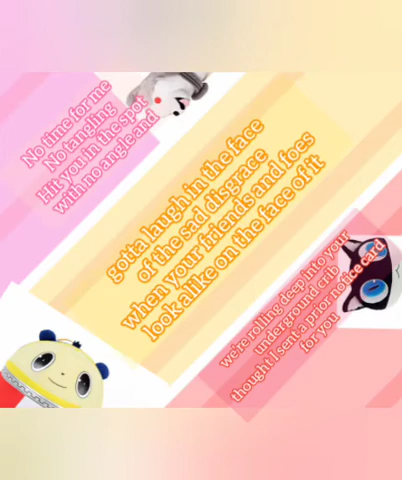 No time for me
No tangling
Hit you in the spot
with no angle and
gotta laugh in the face
of the sad disgrace
when your friends and foes
look alike on the face of it
we're rolling deep into your
underground crib
thought I sent a prior notice card
for you